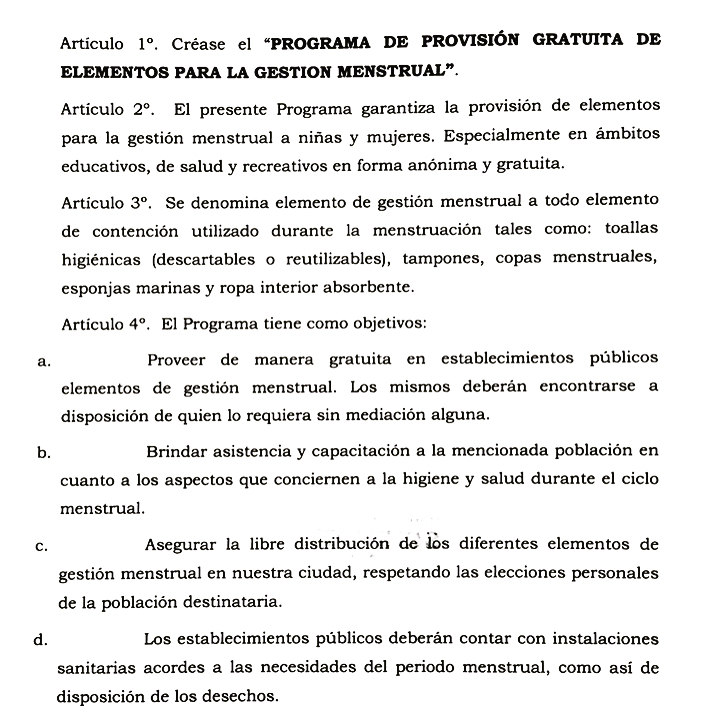 Artículo 1º. Créase el “PROGRAMA DE PROVISIÓN GRATUITA DE
ELEMENTOS PARA LA GESTION MENSTRUAL”.
Artículo 2º. El presente Programa garantiza la provisión de elementos
para la gestión menstrual a niñas y mujeres. Especialmente en ámbitos
educativos, de salud y recreativos en forma anónima y gratuita.
Artículo 3º. Se denomina elemento de gestión menstrual a todo elemento
de contención utilizado durante la menstruación tales como: toallas
higiénicas (descartables o reutilizables), tampones, copas menstruales,
esponjas marinas y ropa interior absorbente.
Artículo 4º. El Programa tiene como objetivos:
a. Proveer de manera gratuita en establecimientos públicos
elementos de gestión menstrual. Los mismos deberán encontrarse a
disposición de quien lo requiera sin mediación alguna.
b. Brindar asistencia y capacitación a la mencionada población en
cuanto a los aspectos que conciernen a la higiene y salud durante el ciclo
menstrual.
c. Asegurar la libre distribución de los diferentes elementos de
gestión menstrual en nuestra ciudad, respetando las elecciones personales
de la población destinataria.
d. Los establecimientos públicos deberán contar con instalaciones
sanitarias acordes a las necesidades del periodo menstrual, como así de
disposición de los desechos.